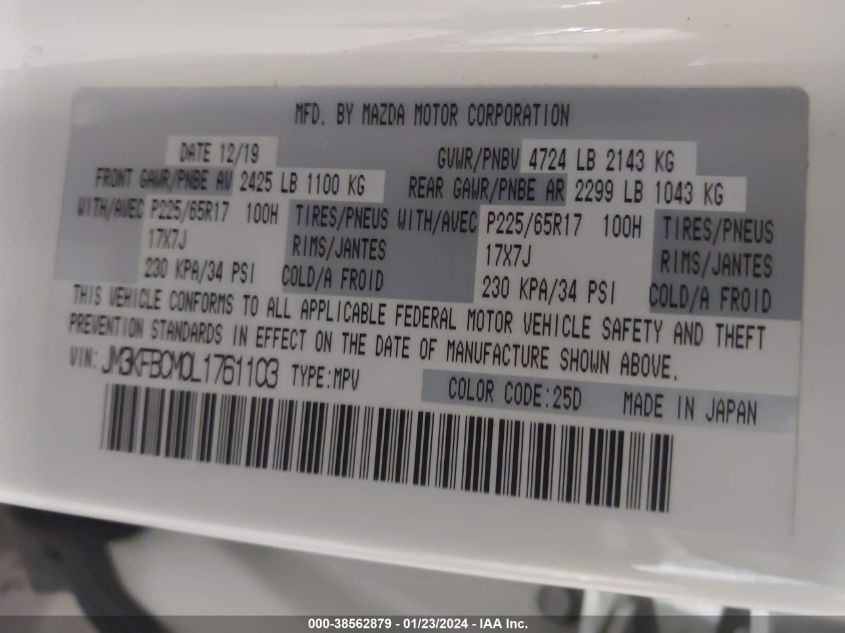 MFD. BY MAZDA MOTOR CORPORATION
DATE 12/19 GVWR/PNBV 4724 LB 2143 KG
FRONT GAWR/PNBE AV 2425 LB 1100 KG REAR GAWR/PNBE AR 2299 LB 1043 KG
WITH/AVEC P225/65R17 100H TIRES/PNEUS WITH/AVEC P225/65R17 100H TIRES/PNEUS
17X7J RIMS/JANTES 17X7J RIMS/JANTES
230 KPA/34 PSI COLD/A FROID 230 KPA/34 PSI COLD/A FROID
THIS VEHICLE CONFORMS TO ALL APPLICABLE FEDERAL MOTOR VEHICLE SAFETY AND THEFT
PREVENTION STANDARDS IN EFFECT ON THE DATE OF MANUFACTURE SHOWN ABOVE.
VIN: JM3KFBCM0L1761103 TYPE:MPV
COLOR CODE:25D MADE IN JAPAN
000-38562879 - 01/23/2024 - IAA Inc.